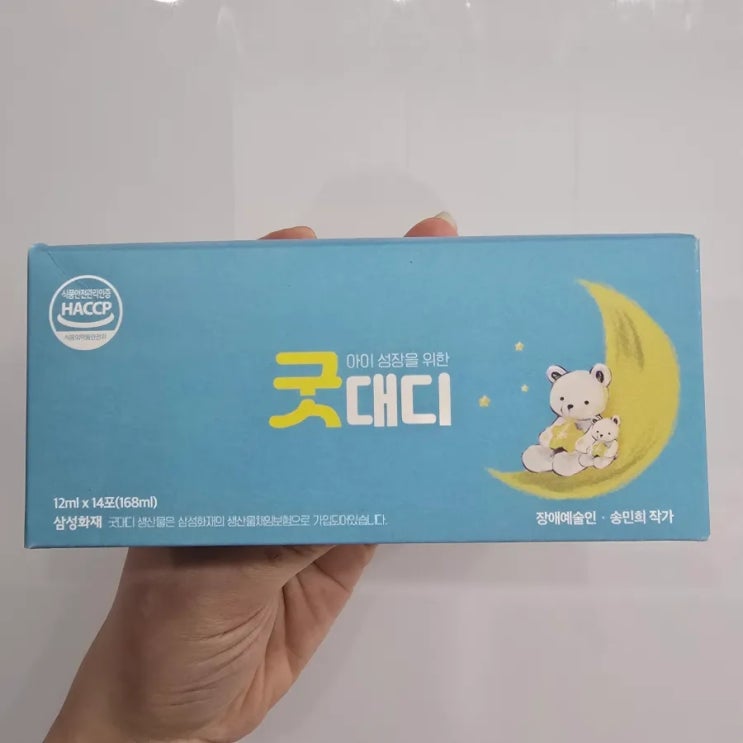 식품안전관리인증
HACCP
식품의약품안전처
아이 성장을 위한
굿대디
12ml x 14포(168ml)
삼성화재 굿대디 생산물은 삼성화재의 생산물책임보험으로 가입되어있습니다.
장애예술인 · 송민희 작가